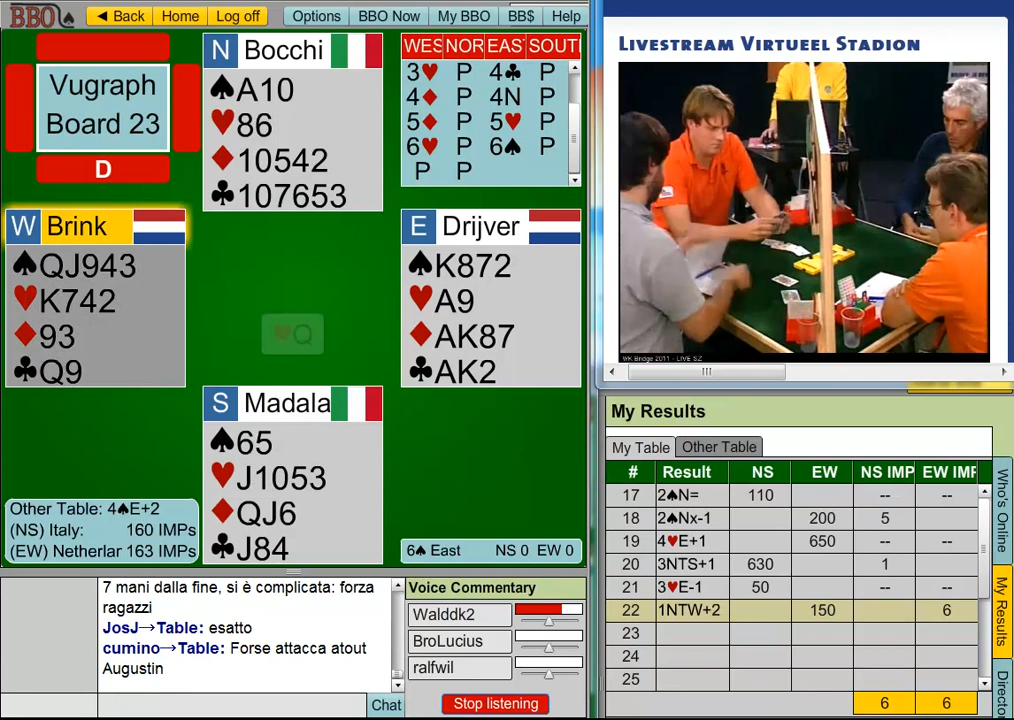 BBO
◄ Back
Home
Log off
Options
BBO Now
My BBO
BB$
Help
Vugraph
Board 23
D
N Bocchi
♠A10
♥86
♦10542
♣107653
WES NOR EAST SOUTH
3♥ P 4♣ P
4♦ P 4N P
5♦ P 5♥ P
6♥ P 6♠ P
P P
W Brink
♠QJ943
♥K742
♦93
♣Q9
♥Q
E Drijver
♠K872
♥A9
♦AK87
♣AK2
S Madala
♠65
♥J1053
♦QJ6
♣J84
Other Table: 4♠E+2
(NS) Italy: 160 IMPs
(EW) Netherlar 163 IMPs
6♠ East NS 0 EW 0
7 mani dalla fine, si è complicata: forza
ragazzi
JosJ→Table: esatto
cumino→Table: Forse attacca atout
Augustin
Chat
Voice Commentary
Walddk2
BroLucius
ralfwil
Stop listening
Livestream Virtueel Stadion
WK Bridge 2011 - LIVE SZ
My Results
My Table Other Table
# Result NS EW NS IMP EW IMF
17 2♠N= 110 -- --
18 2♠Nx-1 200 5
19 4♥E+1 650 -- --
20 3NTS+1 630 1
21 3♥E-1 50 -- --
22 1NTW+2 150 6
23
24
25
6 6
Who's Online
My Results
Director